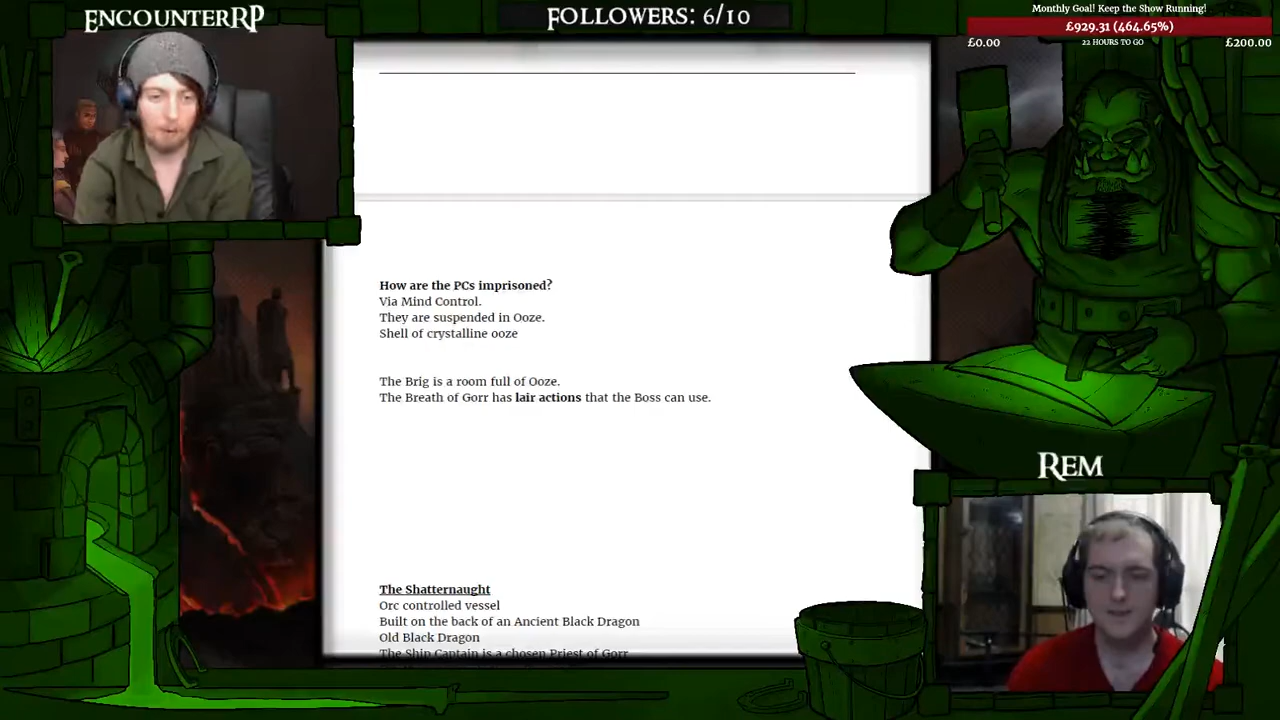 EncounterRP
Followers: 6/10
Monthly Goal! Keep the Show Running!
£929.31 (464.65%)
£0.00
22 HOURS TO GO
£200.00
How are the PCs imprisoned?
Via Mind Control.
They are suspended in Ooze.
Shell of crystalline ooze
The Brig is a room full of Ooze.
The Breath of Gorr has lair actions that the Boss can use.
Rem
The Shatternaught
Orc controlled vessel
Built on the back of an Ancient Black Dragon
Old Black Dragon
The Ship Captain is a chosen Priest of Gorr